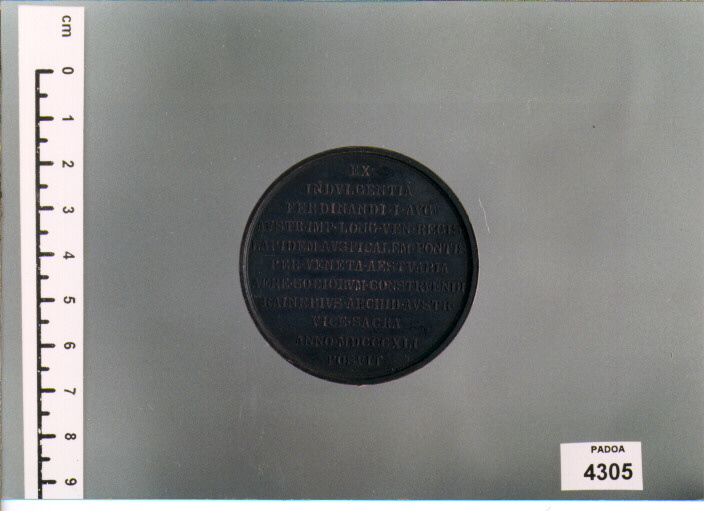 cm
0
1
2
3
4
5
6
7
8
9
EX
INDVLGENTIA
FERDINANDI·I·AVG·
AVSTR·IMP·LONG·VEN·REGIS
LAPIDEM·AVSPICALEM·PONTIS
PER·VENETA·AESTVARIA
AERE·SOCIORVM·CONSTRVENDI
RAINERIVS·ARCHID·AVSTR·
VICE·SACRA
ANNO·MDCCCXLI
POSVIT
PADOA
4305